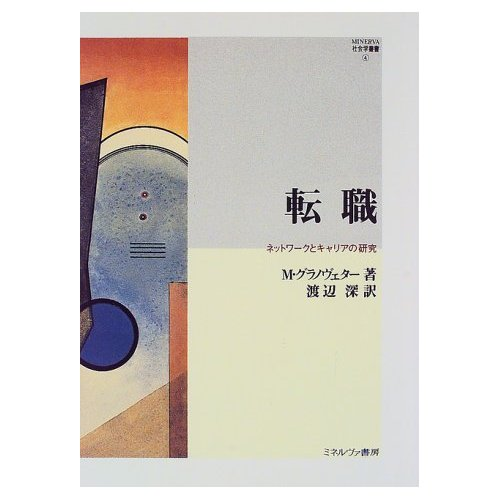 MINERVA
社会学叢書
④
転職
ネットワークとキャリアの研究
M・グラノヴェター 著
渡辺 深 訳
ミネルヴァ書房